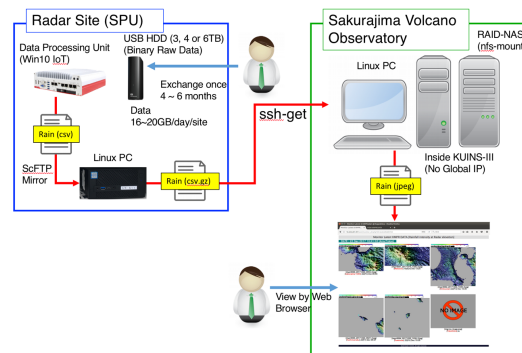 Radar Site (SPU)
Data Processing Unit
(Win10 IoT)
USB HDD (3, 4 or 6TB)
(Binary Raw Data)
Exchange once
4 ~ 6 months
Data
16~20GB/day/site
Rain (csv)
ScFTP
Mirror
Linux PC
Rain (csv.gz)
ssh-get
Sakurajima Volcano
Observatory
RAID-NAS
(nfs-mount
Linux PC
Inside KUINS-III
(No Global IP)
Rain (jpeg)
View by Web
Browser
NO IMAGE